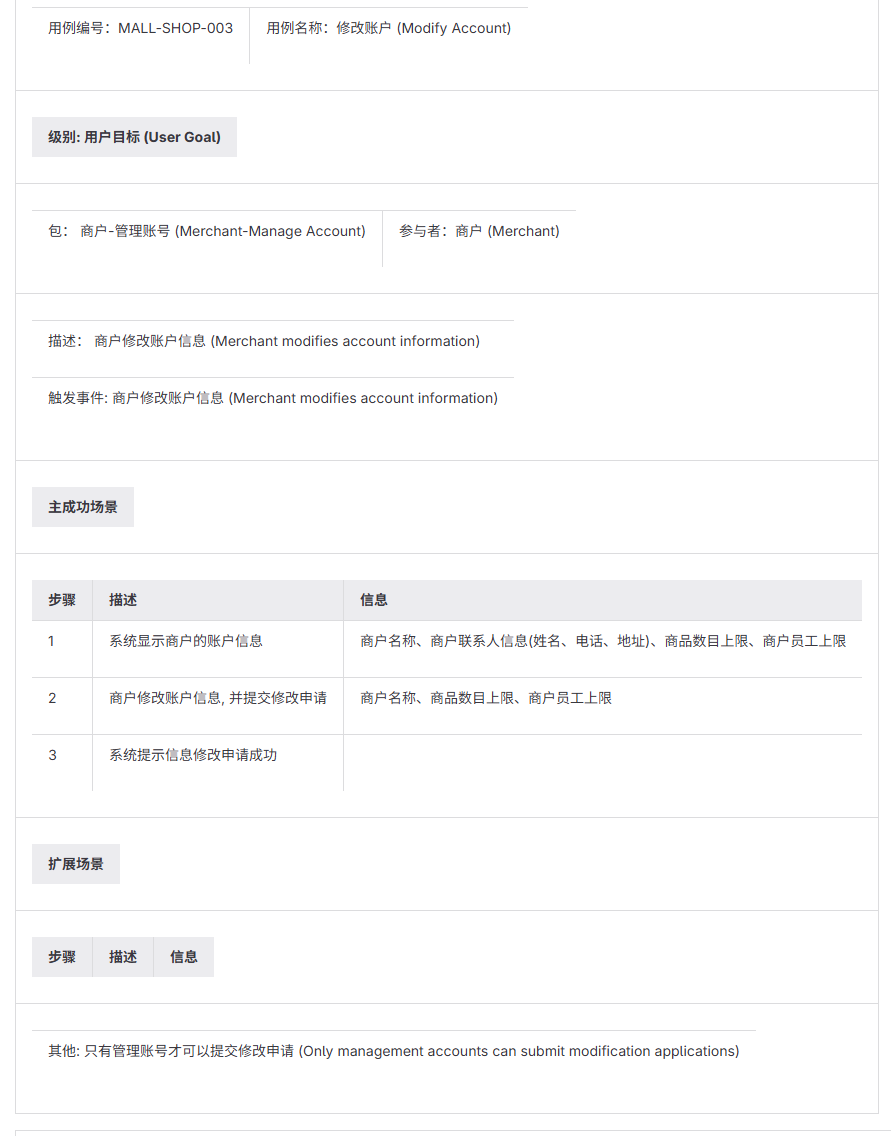 用例编号：MALL-SHOP-003 用例名称：修改账户 (Modify Account)
级别: 用户目标 (User Goal)
包： 商户-管理账号 (Merchant-Manage Account) 参与者：商户 (Merchant)
描述： 商户修改账户信息 (Merchant modifies account information)
触发事件: 商户修改账户信息 (Merchant modifies account information)
主成功场景
步骤 描述 信息
1 系统显示商户的账户信息 商户名称、商户联系人信息(姓名、电话、地址)、商品数目上限、商户员工上限
2 商户修改账户信息, 并提交修改申请 商户名称、商品数目上限、商户员工上限
3 系统提示信息修改申请成功
扩展场景
步骤 描述 信息
其他: 只有管理账号才可以提交修改申请 (Only management accounts can submit modification applications)